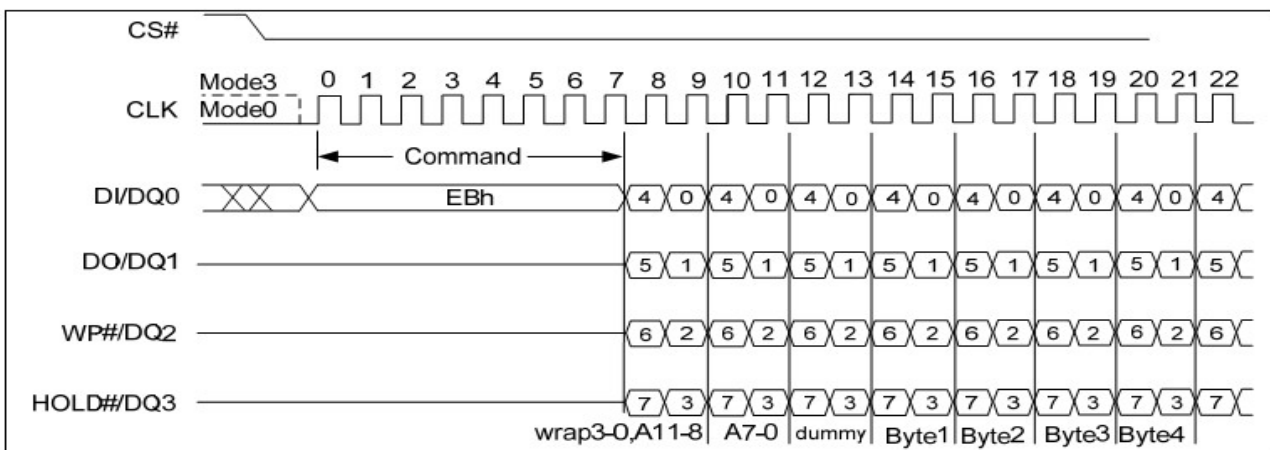 CS#
Mode3 0 1 2 3 4 5 6 7 8 9 10 11 12 13 14 15 16 17 18 19 20 21 22
CLK Mode0
Command
DI/DQ0 EBh 4 0 4 0 4 0 4 0 4 0 4 0 4 0 4
DO/DQ1 5 1 5 1 5 1 5 1 5 1 5 1 5 1 5
WP#/DQ2 6 2 6 2 6 2 6 2 6 2 6 2 6 2 6
HOLD#/DQ3 7 3 7 3 7 3 7 3 7 3 7 3 7 3 7
wrap3-0,A11-8 A7-0 dummy Byte1 Byte2 Byte3 Byte4